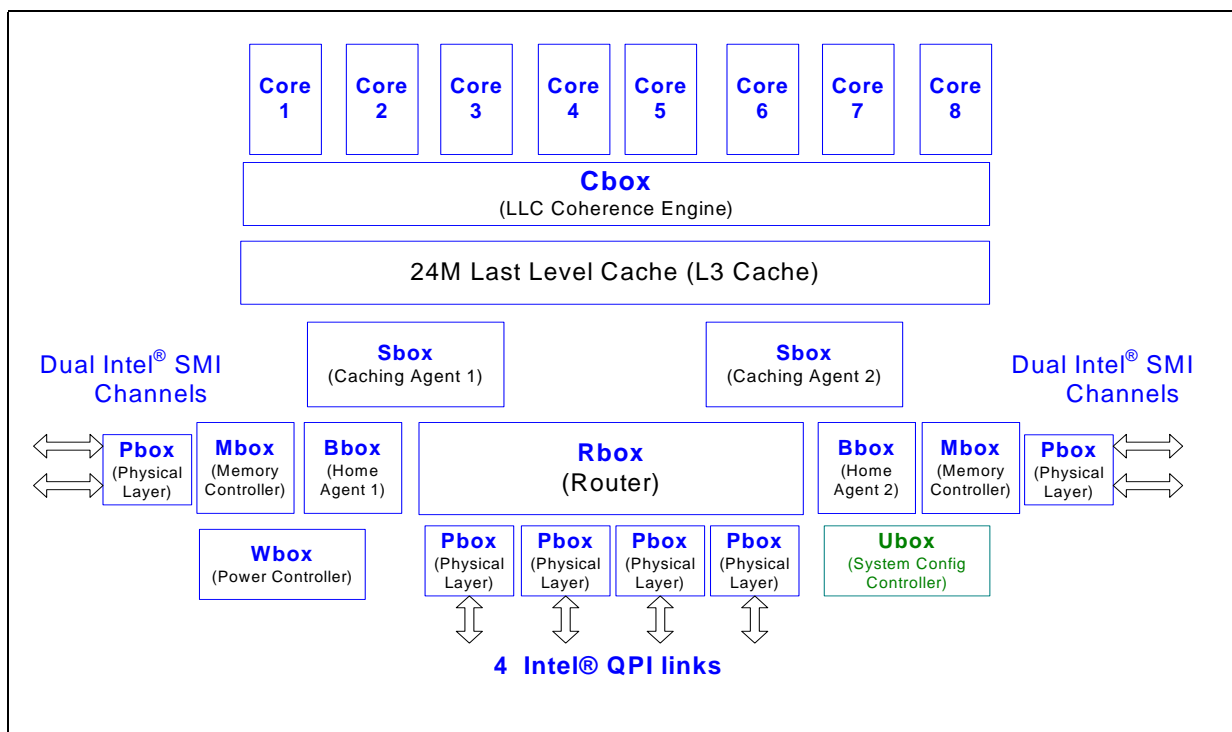 Core 1
Core 2
Core 3
Core 4
Core 5
Core 6
Core 7
Core 8
Cbox
(LLC Coherence Engine)
24M Last Level Cache (L3 Cache)
Sbox
(Caching Agent 1)
Sbox
(Caching Agent 2)
Dual Intel® SMI
Channels
Dual Intel® SMI
Channels
Pbox
(Physical
Layer)
Mbox
(Memory
Controller)
Bbox
(Home
Agent 1)
Rbox
(Router)
Bbox
(Home
Agent 2)
Mbox
(Memory
Controller)
Pbox
(Physical
Layer)
Wbox
(Power Controller)
Pbox
(Physical
Layer)
Pbox
(Physical
Layer)
Pbox
(Physical
Layer)
Pbox
(Physical
Layer)
Ubox
(System Config
Controller)
4 Intel® QPI links